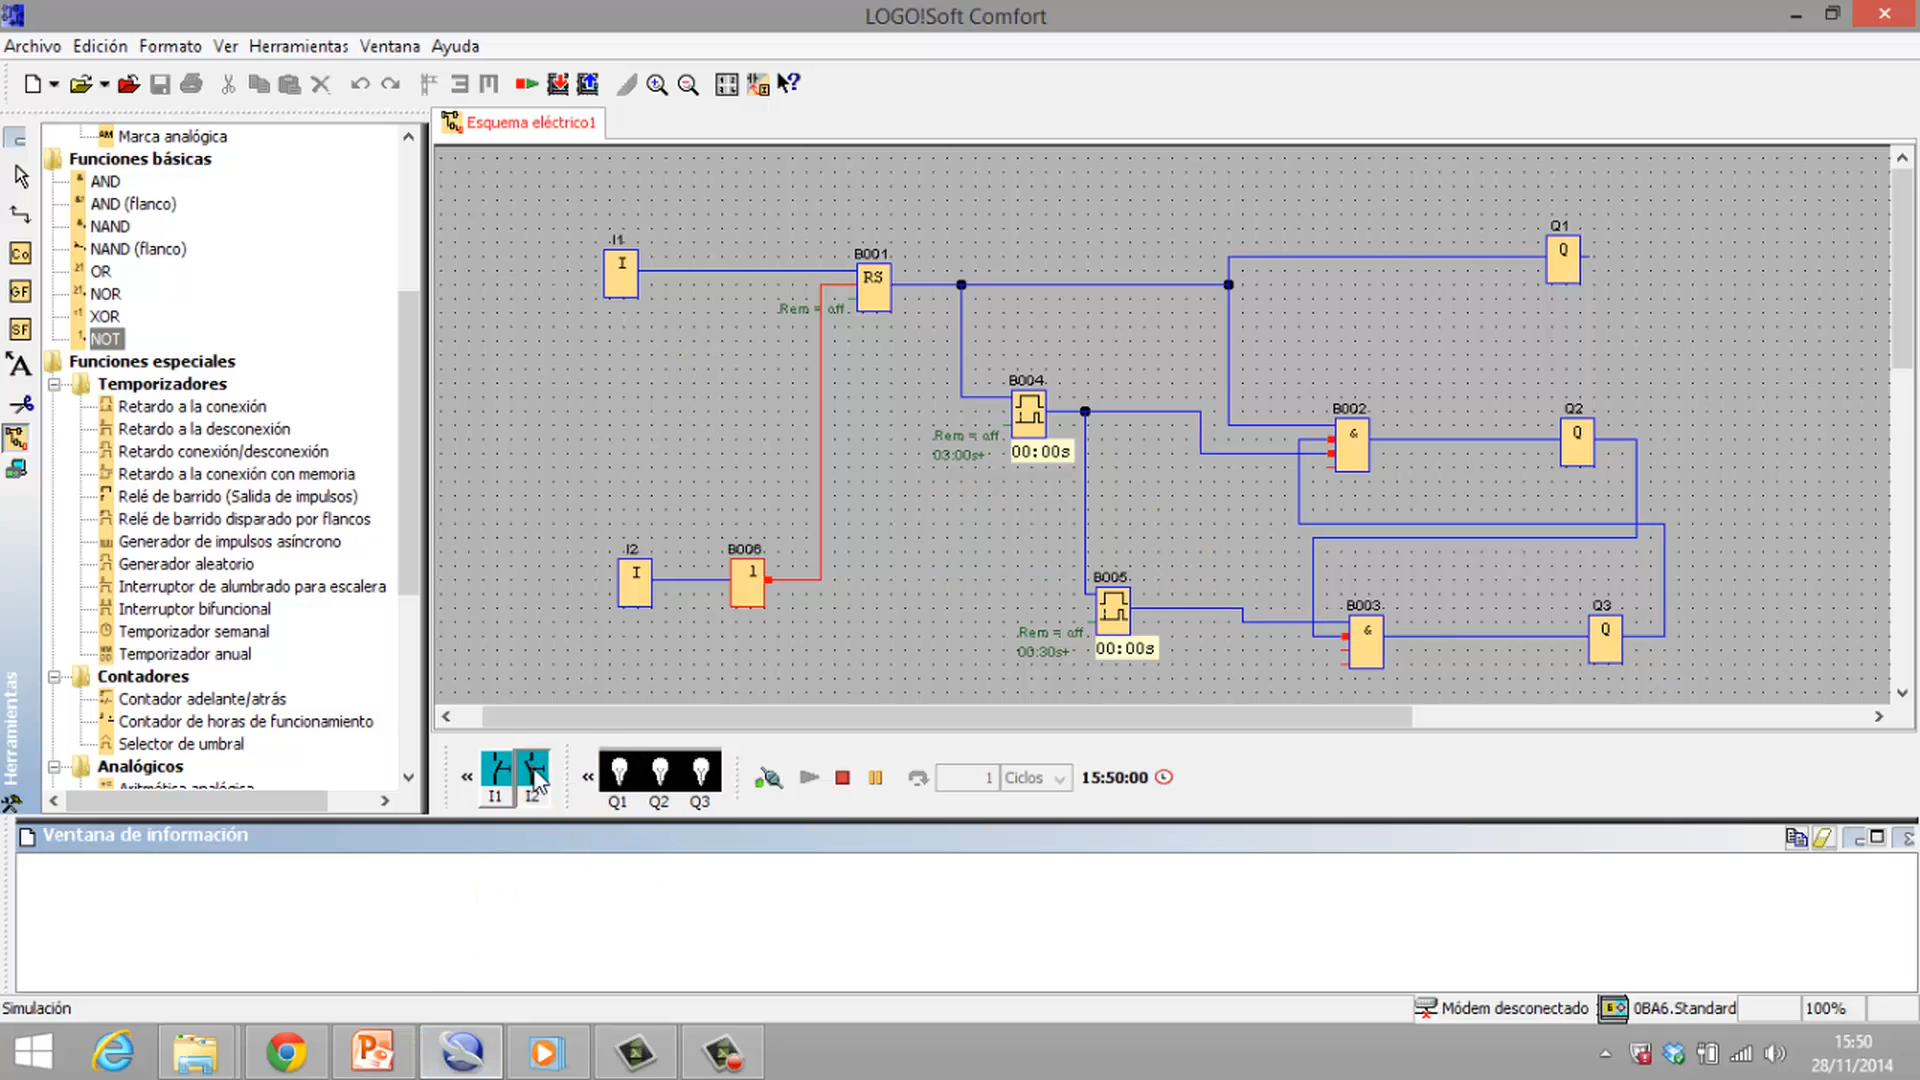 LOGO!Soft Comfort
Archivo Edición Formato Ver Herramientas Ventana Ayuda
Esquema eléctrico1
Marca analógica
Funciones básicas
AND
AND (flanco)
NAND
NAND (flanco)
OR
NOR
XOR
NOT
Funciones especiales
Temporizadores
Retardo a la conexión
Retardo a la desconexión
Retardo conexión/desconexión
Retardo a la conexión con memoria
Relé de barrido (Salida de impulsos)
Relé de barrido disparado por flancos
Generador de impulsos asíncrono
Generador aleatorio
Interruptor de alumbrado para escalera
Interruptor bifuncional
Temporizador semanal
Temporizador anual
Contadores
Contador adelante/atrás
Contador de horas de funcionamiento
Selector de umbral
Analógicos
Aritmética analógica
Co
GF
SF
A
Herramientas
I1
I
B001
RS
Rem = off
Q1
Q
B004
Rem = off
03:00s+
00:00s
B002
&
Q2
Q
I2
I
B006
1
B005
Rem = off
00:30s+
00:00s
B003
&
Q3
Q
I1 I2
Q1 Q2 Q3
1 Ciclos
15:50:00
Ventana de información
Simulación
Módem desconectado
0BA6.Standard
100%
15:50
28/11/2014